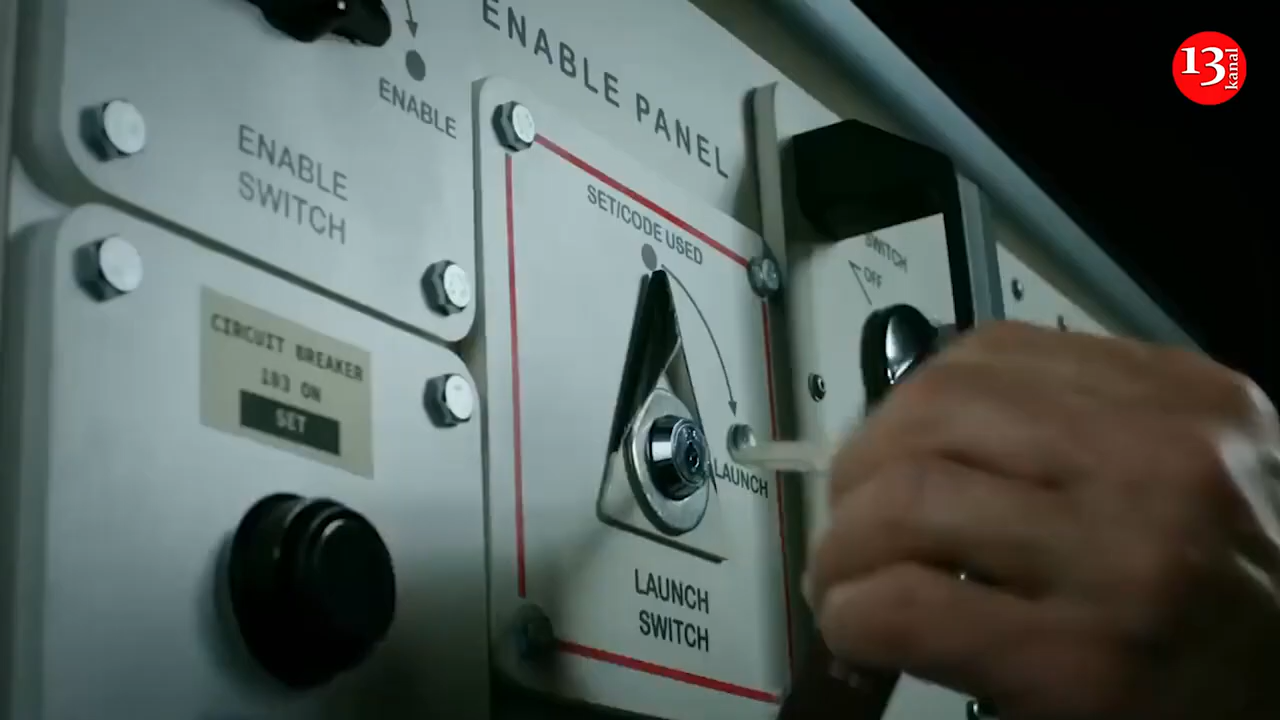 13
kanal
ENABLE PANEL
ENABLE
ENABLE
SWITCH
SET/CODE USED
SWITCH
OFF
CIRCUIT BREAKER
103 ON
SET
LAUNCH
LAUNCH
SWITCH